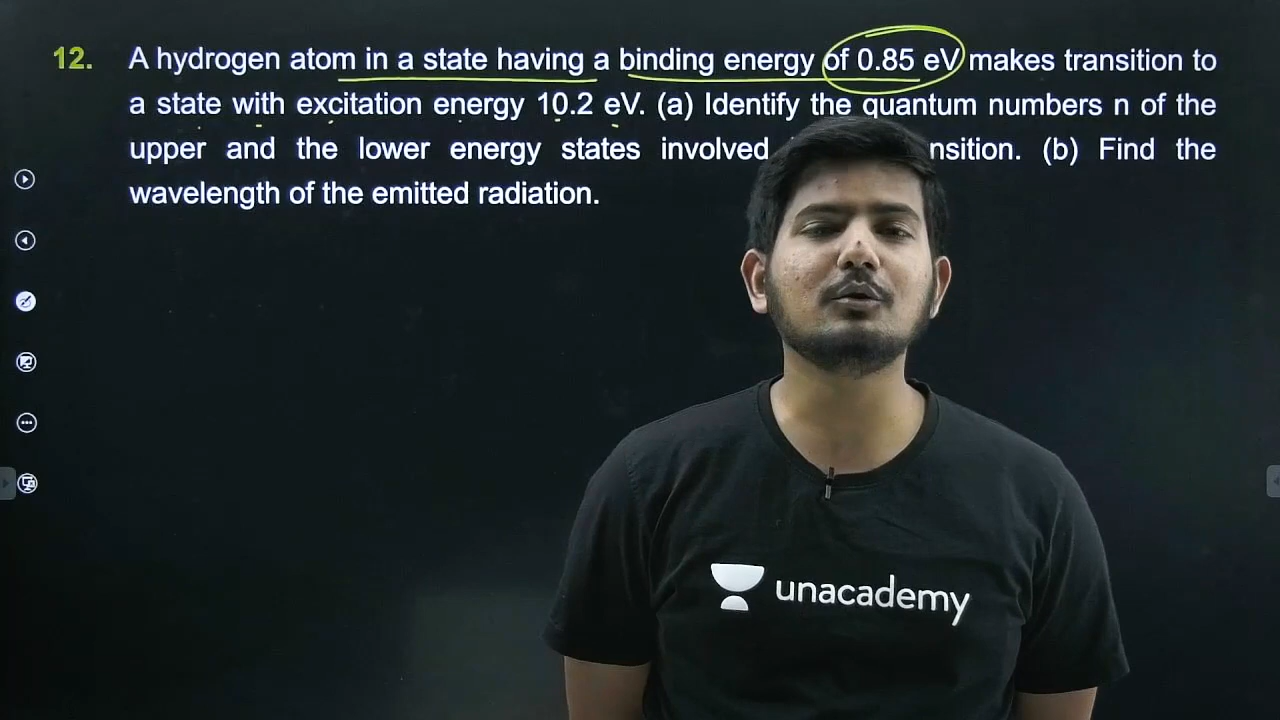 12. A hydrogen atom in a state having a binding energy of 0.85 eV makes transition to
a state with excitation energy 10.2 eV. (a) Identify the quantum numbers n of the
upper and the lower energy states involved nsition. (b) Find the
wavelength of the emitted radiation.
unacademy